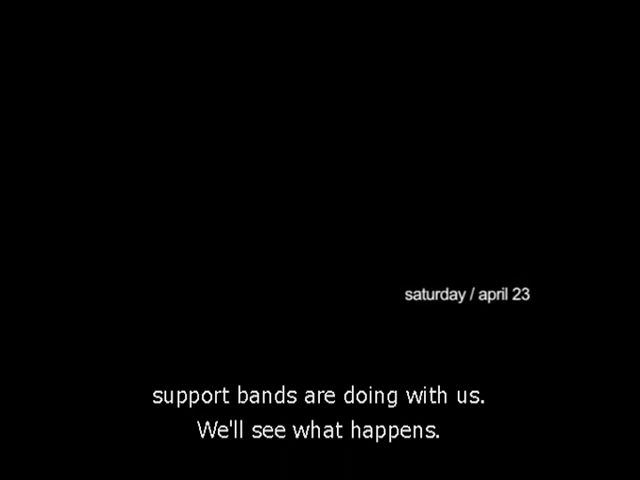 saturday / april 23
support bands are doing with us.
We'll see what happens.